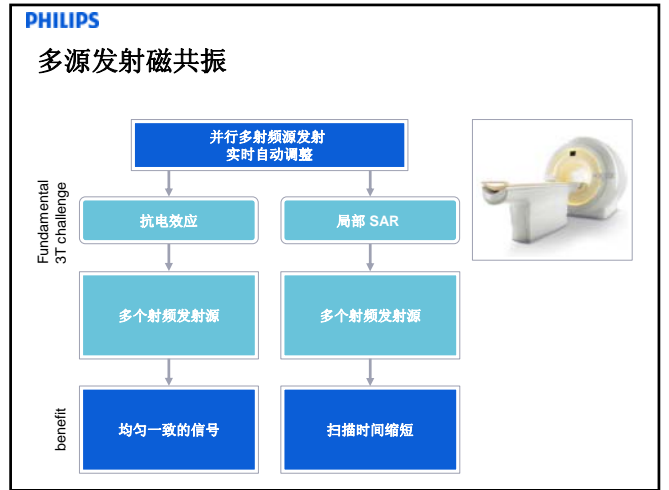 PHILIPS
多源发射磁共振
并行多射频源发射
实时自动调整
Fundamental
3T challenge
抗电效应
局部 SAR
多个射频发射源
多个射频发射源
benefit
均匀一致的信号
扫描时间缩短